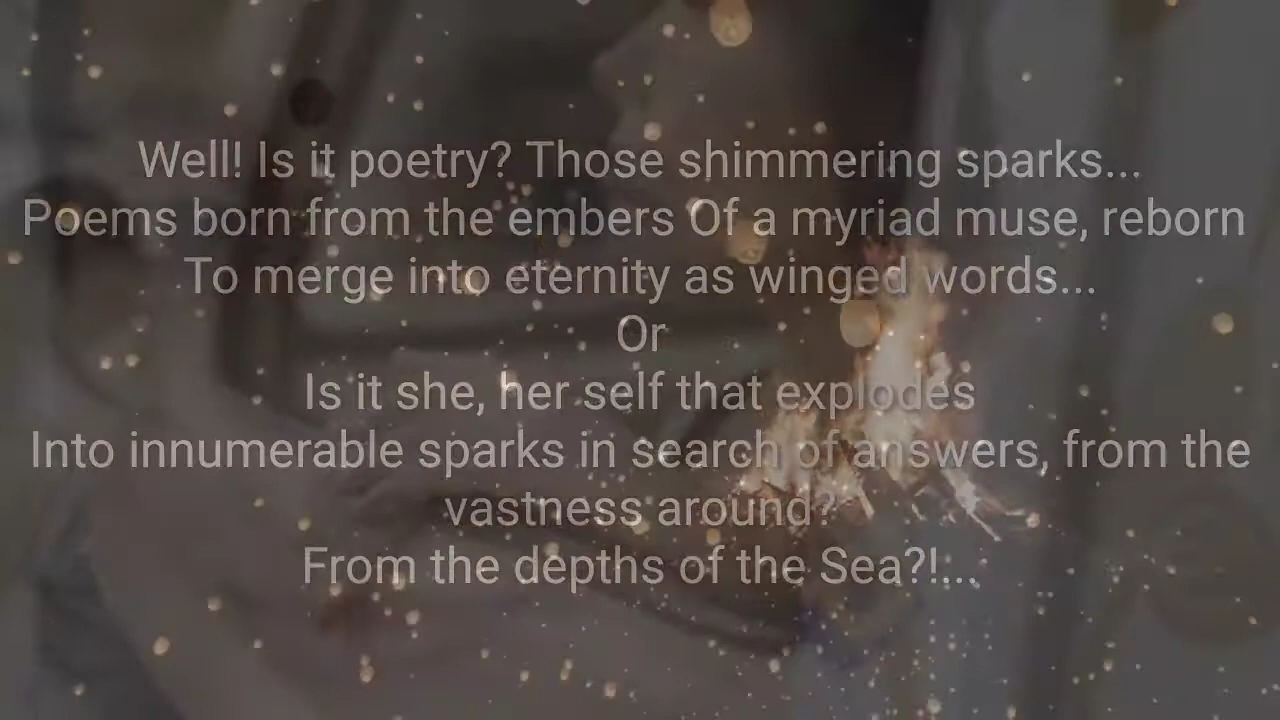 Well! Is it poetry? Those shimmering sparks...
Poems born from the embers Of a myriad muse, reborn
To merge into eternity as winged words...
Or
Is it she, her self that explodes
Into innumerable sparks in search of answers, from the
vastness around?
From the depths of the Sea?!...